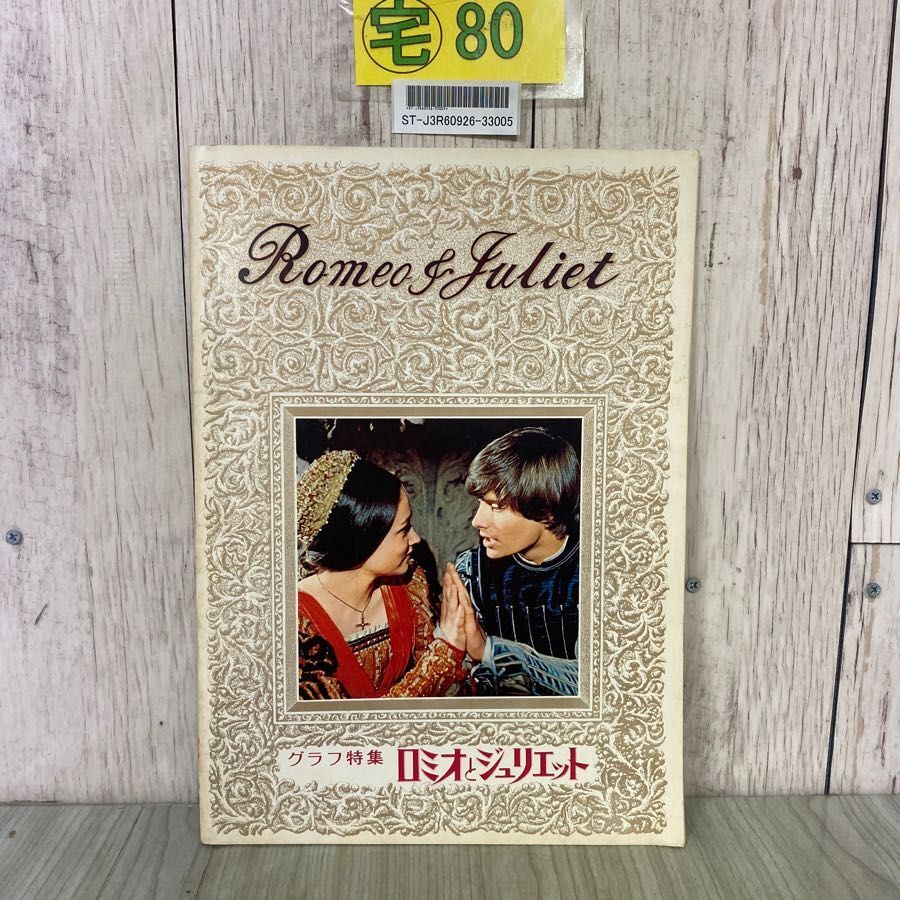 宅 80
ST-J3R60926-33005
Romeo & Juliet
グラフ特集 ロミオとジュリエット